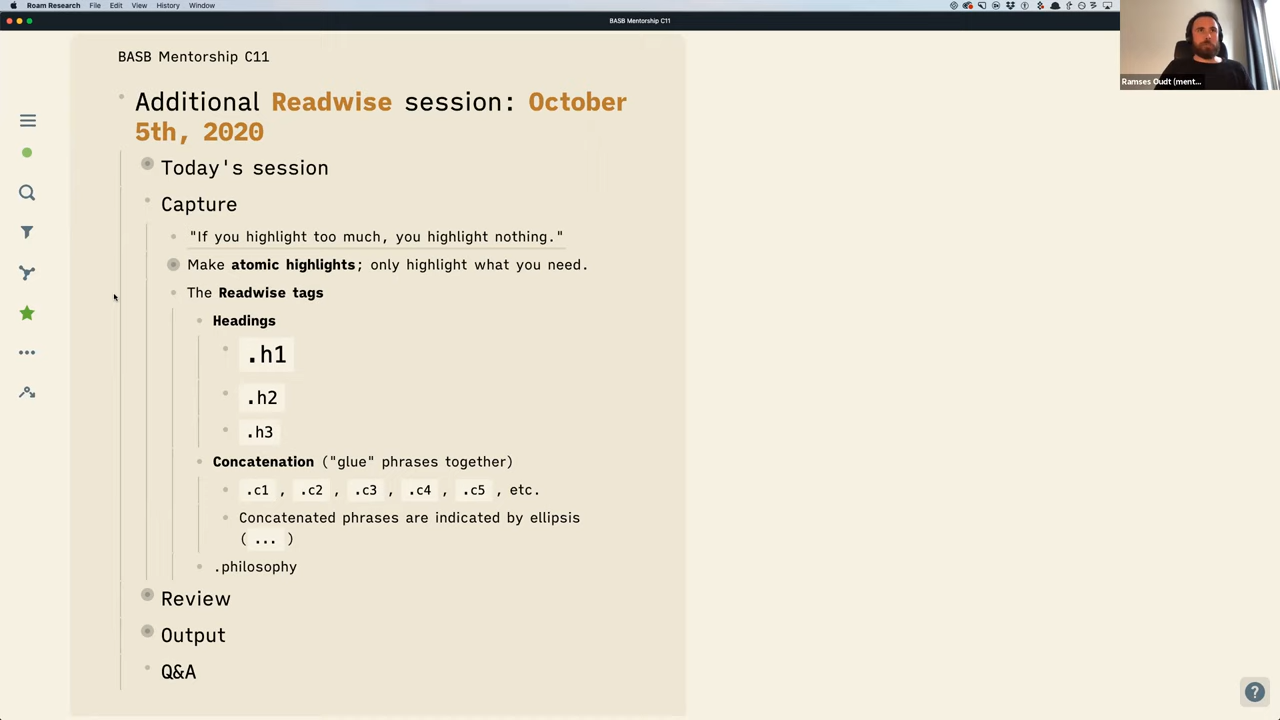 Roam Research File Edit View History Window
BASB Mentorship C11
BASB Mentorship C11
Additional Readwise session: October
5th, 2020
Today's session
Capture
"If you highlight too much, you highlight nothing."
Make atomic highlights; only highlight what you need.
The Readwise tags
Headings
.h1
.h2
.h3
Concatenation ("glue" phrases together)
.c1 , .c2 , .c3 , .c4 , .c5 , etc.
Concatenated phrases are indicated by ellipsis
( ... )
.philosophy
Review
Output
Q&A
Ramses Oudt (ment...
?